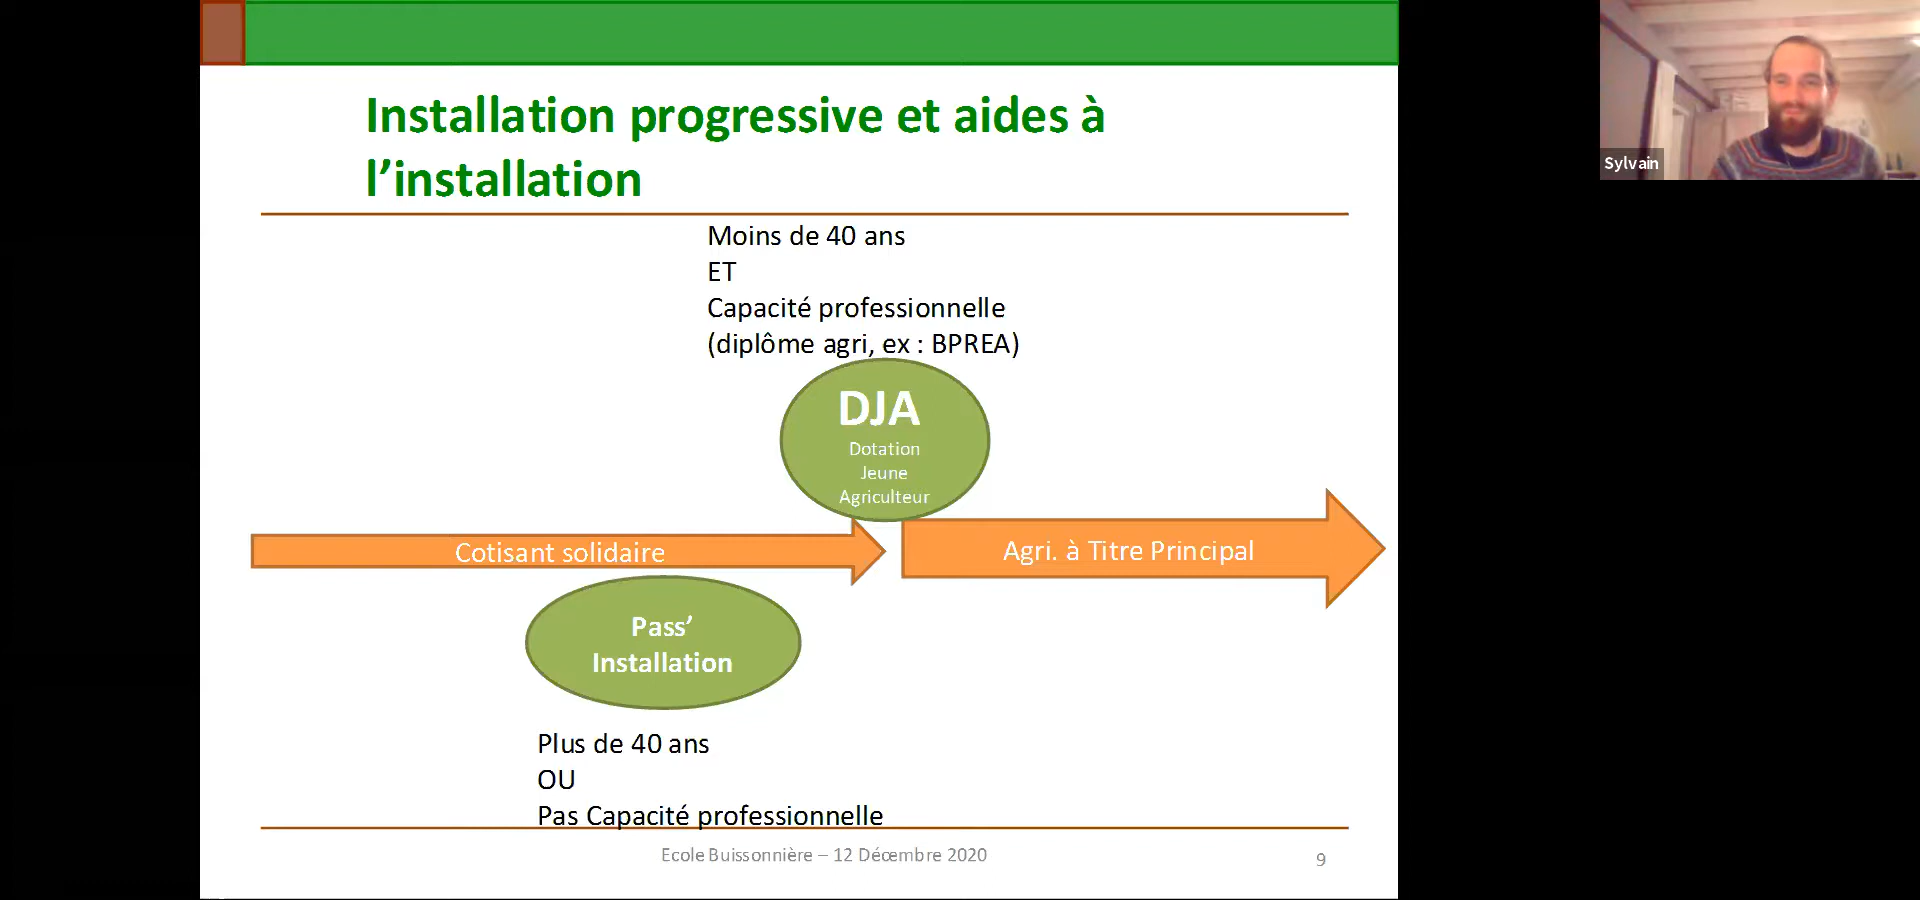 Installation progressive et aides à
l’installation
Moins de 40 ans
ET
Capacité professionnelle
(diplôme agri, ex : BPREA)
DJA
Dotation
Jeune
Agriculteur
Cotisant solidaire
Agri. à Titre Principal
Pass’
Installation
Plus de 40 ans
OU
Pas Capacité professionnelle
Ecole Buissonnière – 12 Décembre 2020
9
Sylvain